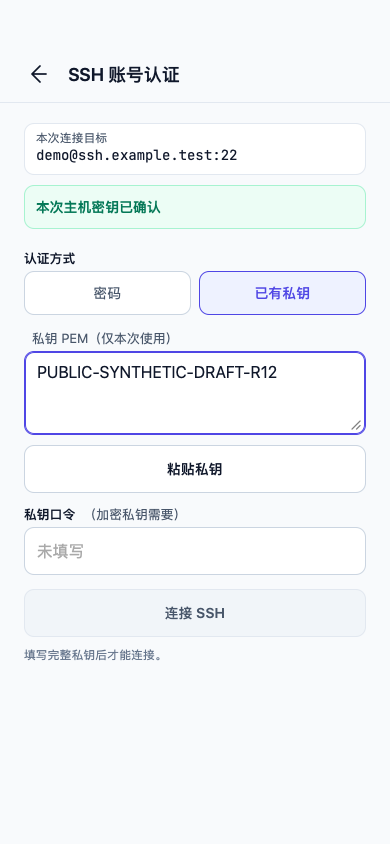 SSH 账号认证
本次连接目标
demo@ssh.example.test:22
本次主机密钥已确认
认证方式
密码
已有私钥
私钥 PEM（仅本次使用）
PUBLIC-SYNTHETIC-DRAFT-R12
粘贴私钥
私钥口令 （加密私钥需要）
未填写
连接 SSH
填写完整私钥后才能连接。